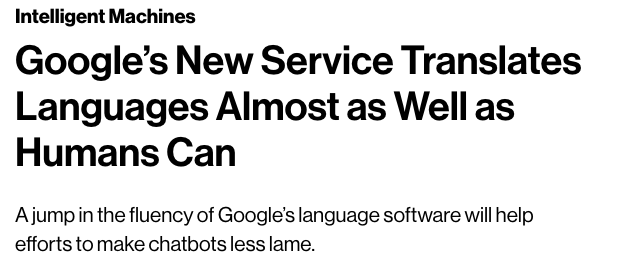 Intelligent Machines
Google’s New Service Translates
Languages Almost as Well as
Humans Can
A jump in the fluency of Google’s language software will help
efforts to make chatbots less lame.